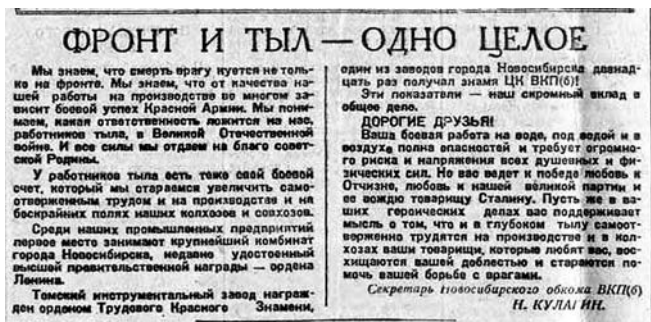 ФРОНТ И ТЫЛ — ОДНО ЦЕЛОЕ
Мы знаем, что смерть врагу куется не толь-
ко на фронте. Мы знаем, что от качества на-
шей работы на производстве во многом за-
висит боевой успех Красной Армии. Мы пони-
маем, какая ответственность ложится на нас,
работников тыла, в Великой Отечественной
войне. И все силы мы отдаем на благо совет-
ской Родины.
У работников тыла есть тоже свой боевой
счет, который мы стараемся увеличить само-
отверженным трудом и на производстве и на
бескрайних полях наших колхозов и совхозов.
Среди наших промышленных предприятий
первое место занимают крупнейший комбинат
города Новосибирска, недавно удостоенный
высшей правительственной награды — ордена
Ленина.
Томский инструментальный завод награж-
ден орденом Трудового Красного Знамени,
один из заводов города Новосибирска двенад-
цать раз получал знамя ЦК ВКП(б)!
Эти показатели — наш скромный вклад в
общее дело.
ДОРОГИЕ ДРУЗЬЯ!
Ваша боевая работа на воде, под водой и в
воздухе полна опасностей и требует огромно-
го риска и напряжения всех душевных и фи-
зических сил. Но вас ведет к победе любовь к
Отчизне, любовь к нашей великой партии и
ее вождю товарищу Сталину. Пусть же в ва-
ших героических делах вас поддерживает
мысль о том, что и в глубоком тылу самоот-
верженно трудятся на производстве и в кол-
хозах ваши товарищи, которые любят вас, вос-
хищаются вашей доблестью и стараются по-
мочь вашей борьбе с врагами.
Секретарь Новосибирского обкома ВКП(б)
Н. КУЛАГИН.